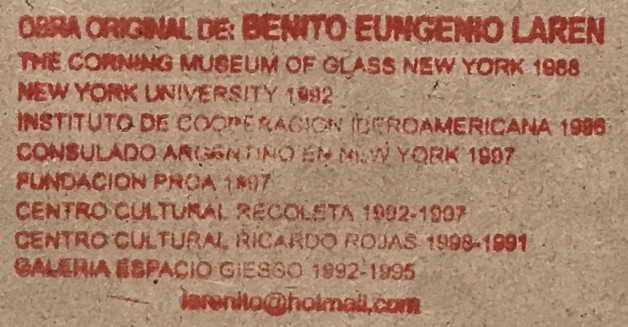 OBRA ORIGINAL DE: BENITO EUNGENIO LAREN
THE CORNING MUSEUM OF GLASS NEW YORK 1988
NEW YORK UNIVERSITY 1992
INSTITUTO DE COOPERACION IBEROAMERICANA 1996
CONSULADO ARGENTINO EN NEW YORK 1997
FUNDACION PROA 1997
CENTRO CULTURAL RECOLETA 1992-1997
CENTRO CULTURAL RICARDO ROJAS 1998-1991
GALERIA ESPACIO GIESSO 1992-1995
larenito@hotmail.com